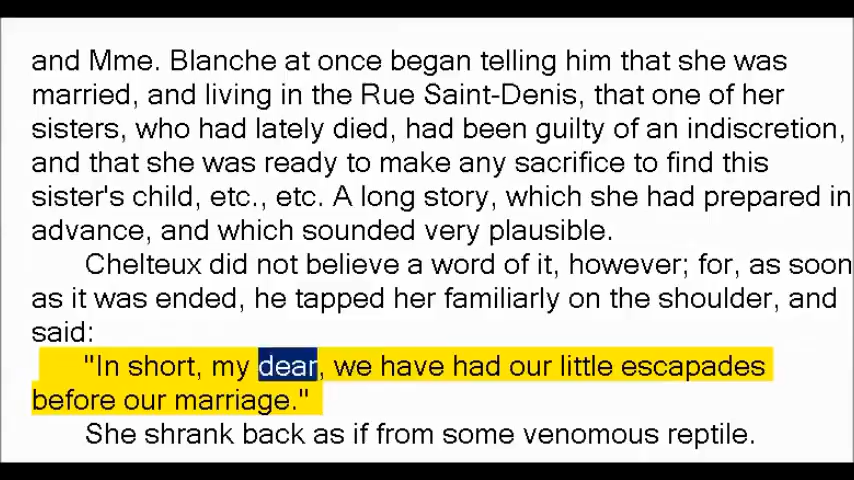 and Mme. Blanche at once began telling him that she was
married, and living in the Rue Saint-Denis, that one of her
sisters, who had lately died, had been guilty of an indiscretion,
and that she was ready to make any sacrifice to find this
sister's child, etc., etc. A long story, which she had prepared in
advance, and which sounded very plausible.
Chelteux did not believe a word of it, however; for, as soon
as it was ended, he tapped her familiarly on the shoulder, and
said:
"In short, my dear, we have had our little escapades
before our marriage."
She shrank back as if from some venomous reptile.